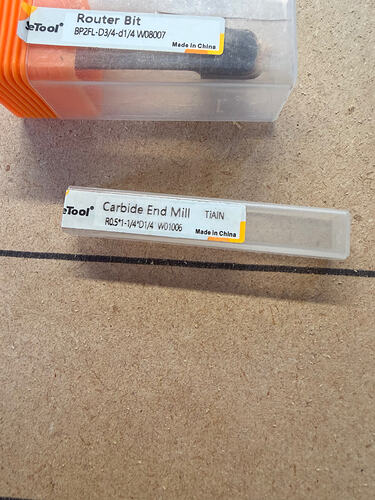 eTool® Router Bit
BP2FL-D3/4-d1/4 W08007
Made in China
eTool® Carbide End Mill TiAlN
R0.5*1-1/4*D1/4 W01006
Made in China